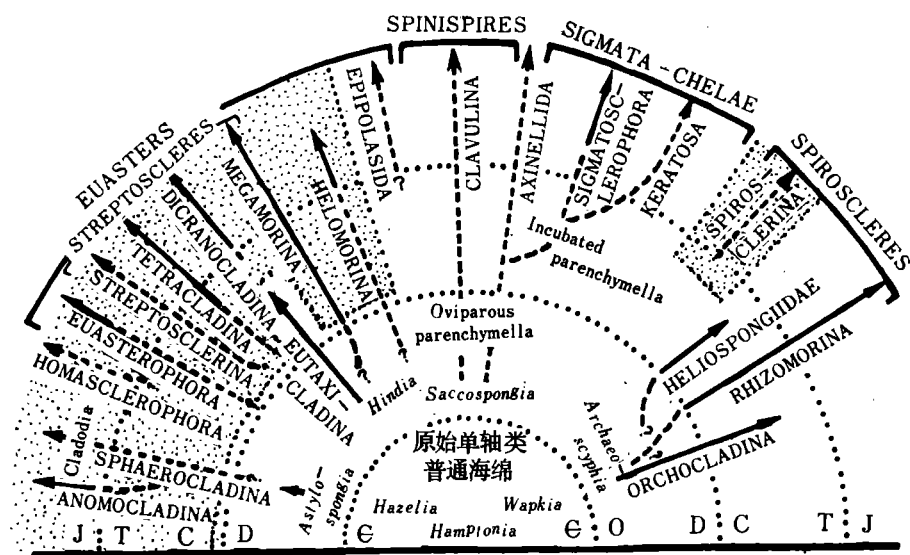 SPINISPIRES
SIGMATA-CHELAE
SPIROSCLERES
EUASTERS
STREPTOSCLERES
EPIPOLASIDA
CLAVULINA
AXINELLIDA
SIGMATOSC-
LEROPHORA
KERATOSA
SPIROS-
CLERINA
HELOMORINA
MEGAMORINA
DICRANOCLADINA
TETRACLADINA
STREPTOSCLERINA
EUASTEROPHORA
HOMASCLEROPHORA
Cladodia
SPHAEROCLADINA
ANOMOCLADINA
EUTAXI-
CLADINA
Hindia
Astylo-
spongia
Incubated
parenchymella
Oviparous
parenchymella
Saccospongia
HELIOSPONGIIDAE
RHIZOMORINA
ORCHOCLADINA
Archaeo-
scyphia
原始单轴类
普通海绵
Hazelia
Wapkia
Hamptonia
J T C D Є Є O D C T J